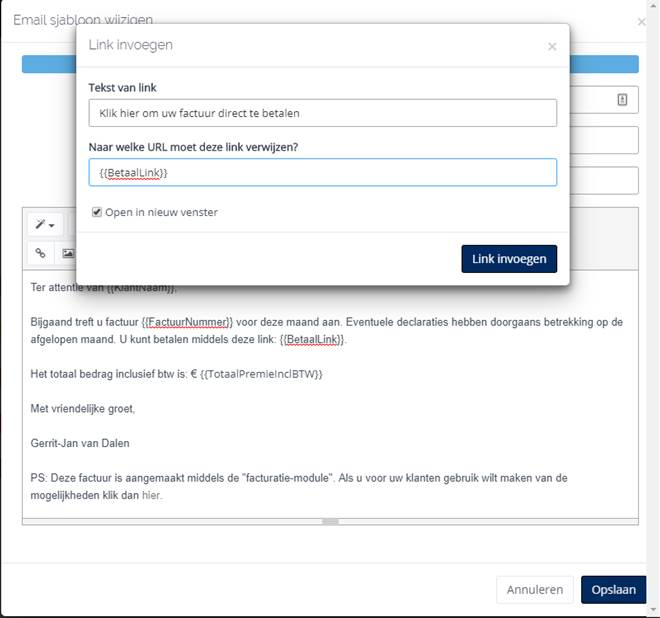 Email sjabloon wijzigen
×
Link invoegen
×
Tekst van link
Klik hier om uw factuur direct te betalen
Naar welke URL moet deze link verwijzen?
{{BetaalLink}}
Open in nieuw venster
Link invoegen
Ter attentie van {{KlantNaam}},
Bijgaand treft u factuur {{FactuurNummer}} voor deze maand aan. Eventuele declaraties hebben doorgaans betrekking op de
afgelopen maand. U kunt betalen middels deze link: {{BetaalLink}}.
Het totaal bedrag inclusief btw is: € {{TotaalPremieInclBTW}}
Met vriendelijke groet,
Gerrit-Jan van Dalen
PS: Deze factuur is aangemaakt middels de "facturatie-module". Als u voor uw klanten gebruik wilt maken van de
mogelijkheden klik dan hier.
Annuleren
Opslaan